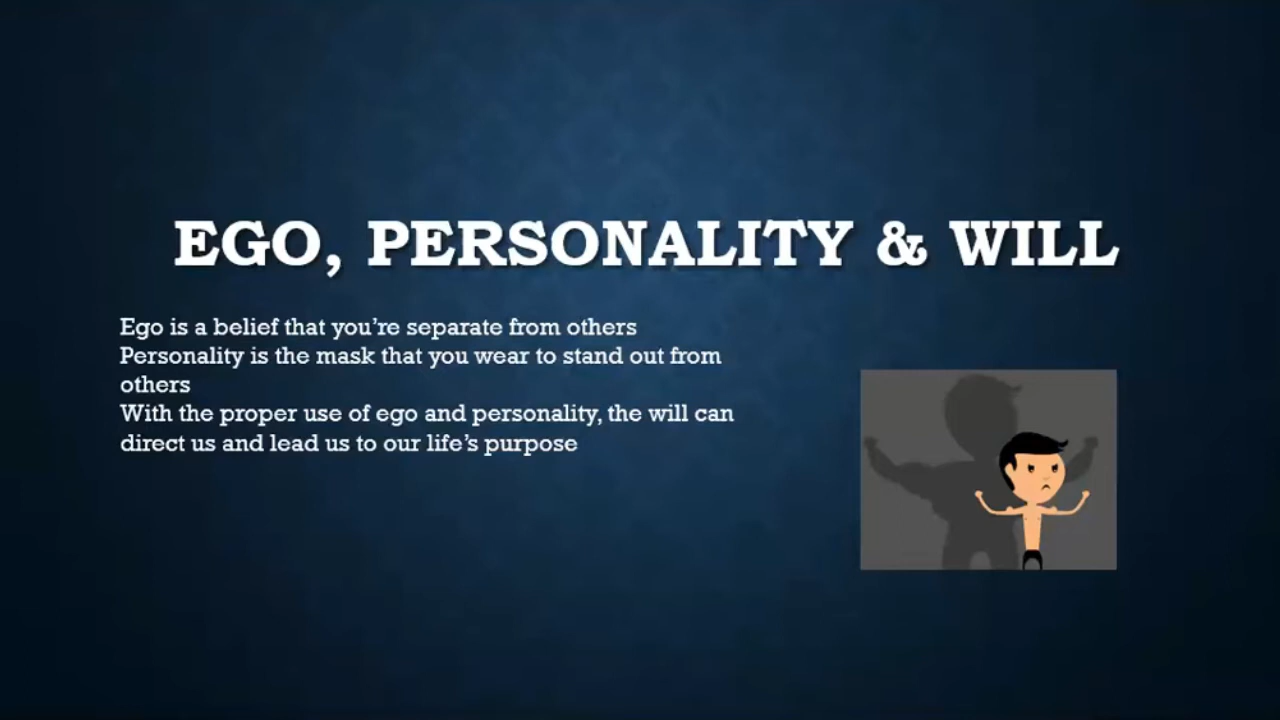 EGO, PERSONALITY & WILL
Ego is a belief that you’re separate from others
Personality is the mask that you wear to stand out from
others
With the proper use of ego and personality, the will can
direct us and lead us to our life’s purpose